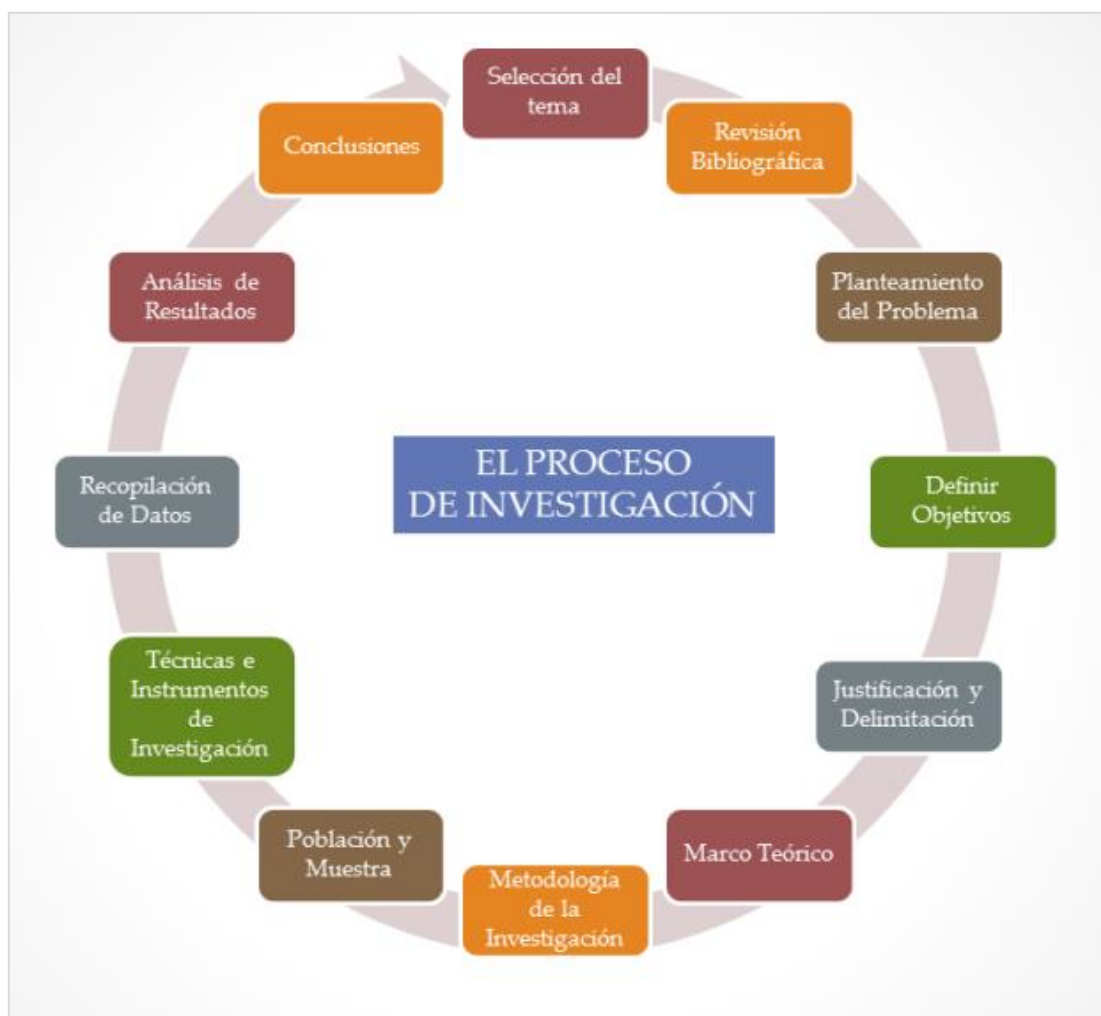 Selección del
tema
Revisión
Bibliográfica
Planteamiento
del Problema
Definir
Objetivos
Justificación y
Delimitación
Marco Teórico
Metodología
de la
Investigación
Población y
Muestra
Técnicas e
Instrumentos
de
Investigación
Recopilación
de Datos
Análisis de
Resultados
Conclusiones
EL PROCESO
DE INVESTIGACIÓN